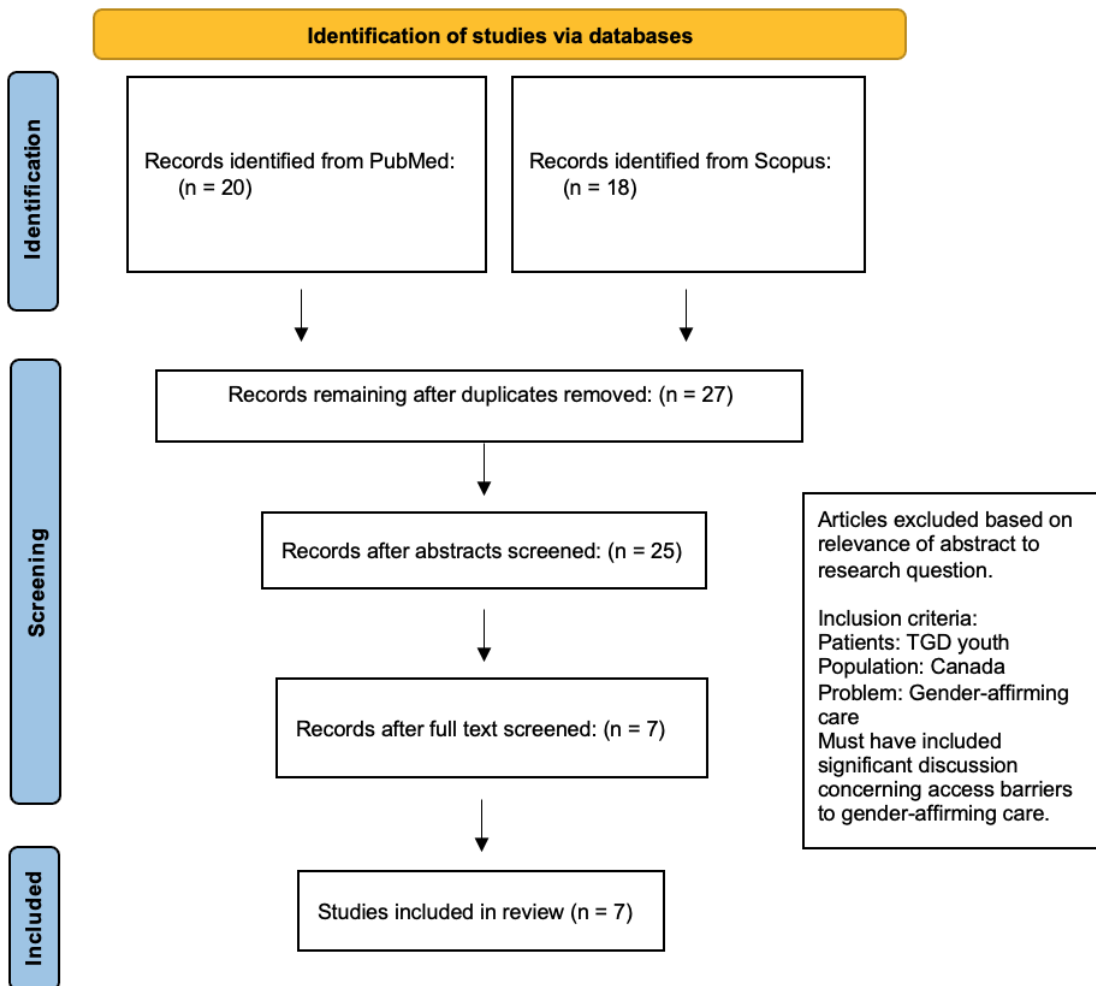 Identification of studies via databases
Identification
Records identified from PubMed:
(n = 20)
Records identified from Scopus:
(n = 18)
Screening
Records remaining after duplicates removed: (n = 27)
Records after abstracts screened: (n = 25)
Articles excluded based on
relevance of abstract to
research question.
Inclusion criteria:
Patients: TGD youth
Population: Canada
Problem: Gender-affirming
care
Must have included
significant discussion
concerning access barriers
to gender-affirming care.
Records after full text screened: (n = 7)
Included
Studies included in review (n = 7)